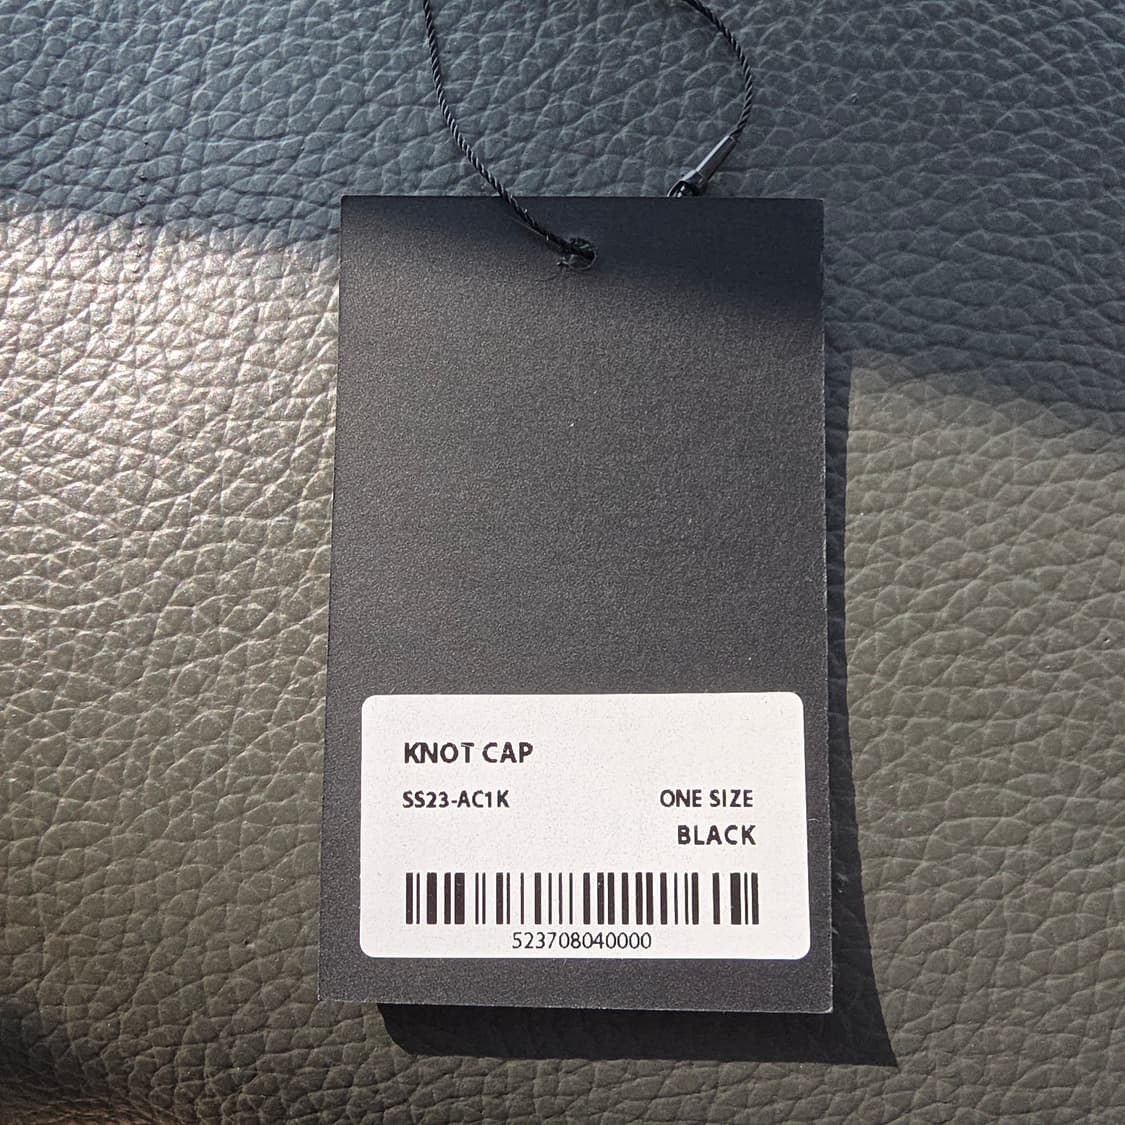 KNOT CAP
SS23-AC1K ONE SIZE
BLACK
523708040000